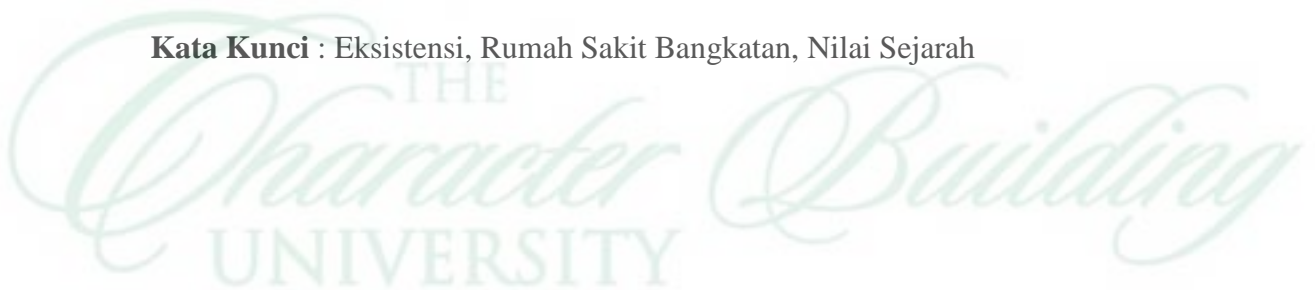 Kata Kunci : Eksistensi, Rumah Sakit Bangkatan, Nilai Sejarah
THE
Character Building
UNIVERSITY